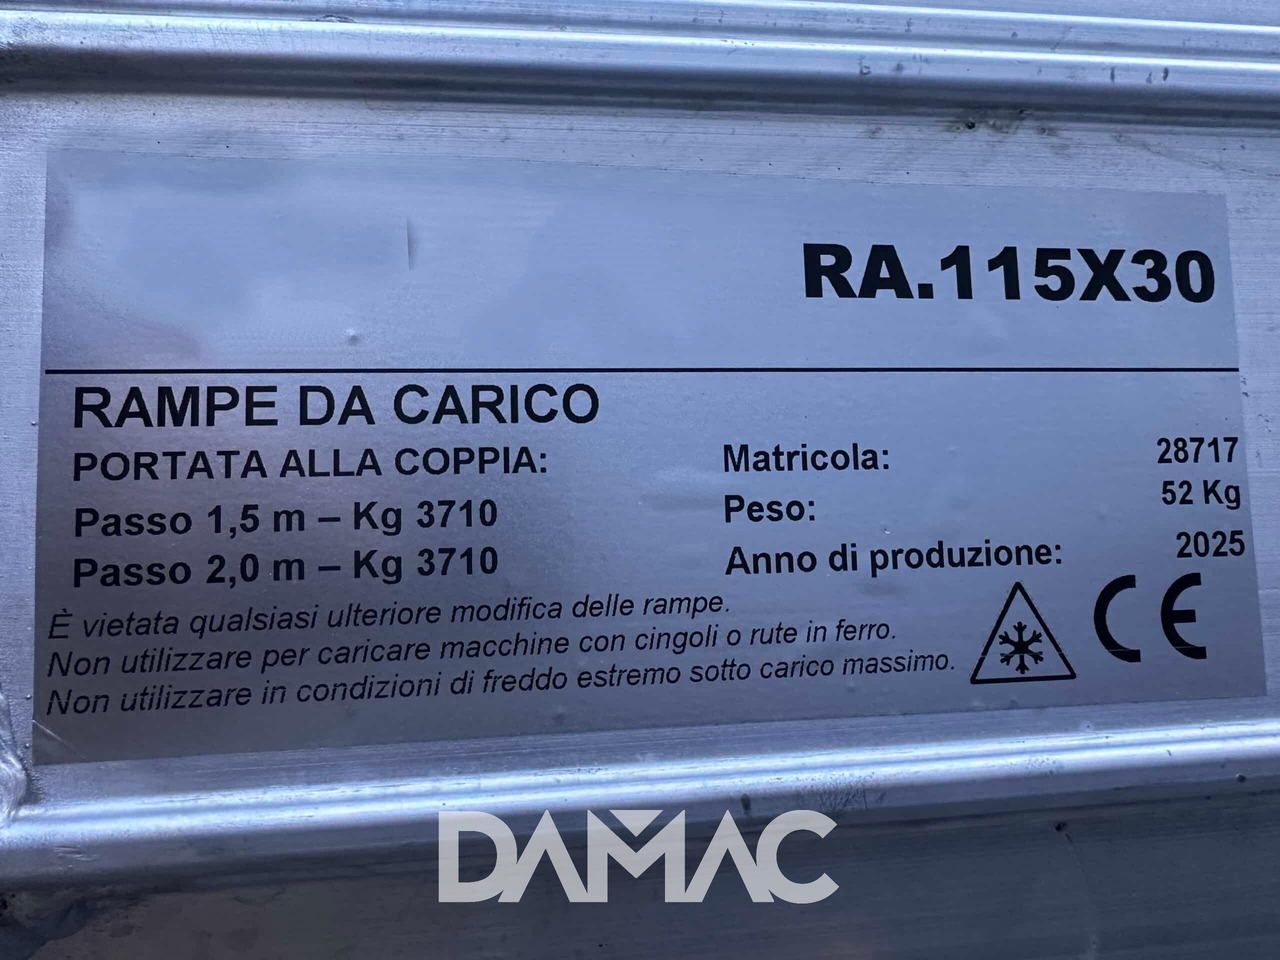 RA.115X30
RAMPE DA CARICO
PORTATA ALLA COPPIA:
Passo 1,5 m – Kg 3710
Passo 2,0 m – Kg 3710
Matricola: 28717
Peso: 52 Kg
Anno di produzione: 2025
È vietata qualsiasi ulteriore modifica delle rampe.
Non utilizzare per caricare macchine con cingoli o rute in ferro.
Non utilizzare in condizioni di freddo estremo sotto carico massimo.
CE
DAMAC